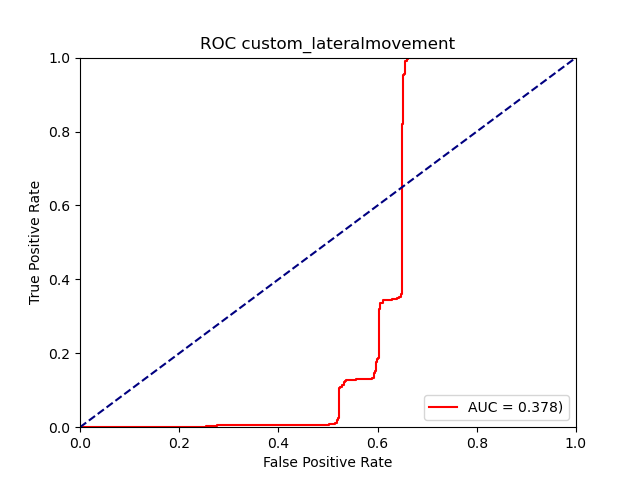 ROC custom_lateralmovement
1.0
0.8
0.6
0.4
0.2
0.0
True Positive Rate
AUC = 0.378)
0.0 0.2 0.4 0.6 0.8 1.0
False Positive Rate